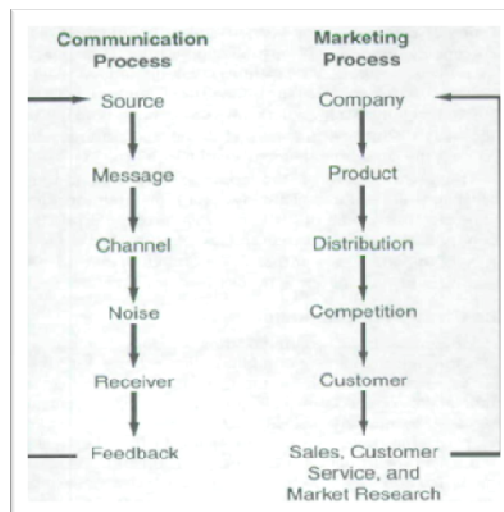 Communication
Process
Source
Message
Channel
Noise
Receiver
Feedback
Marketing
Process
Company
Product
Distribution
Competition
Customer
Sales, Customer
Service, and
Market Research